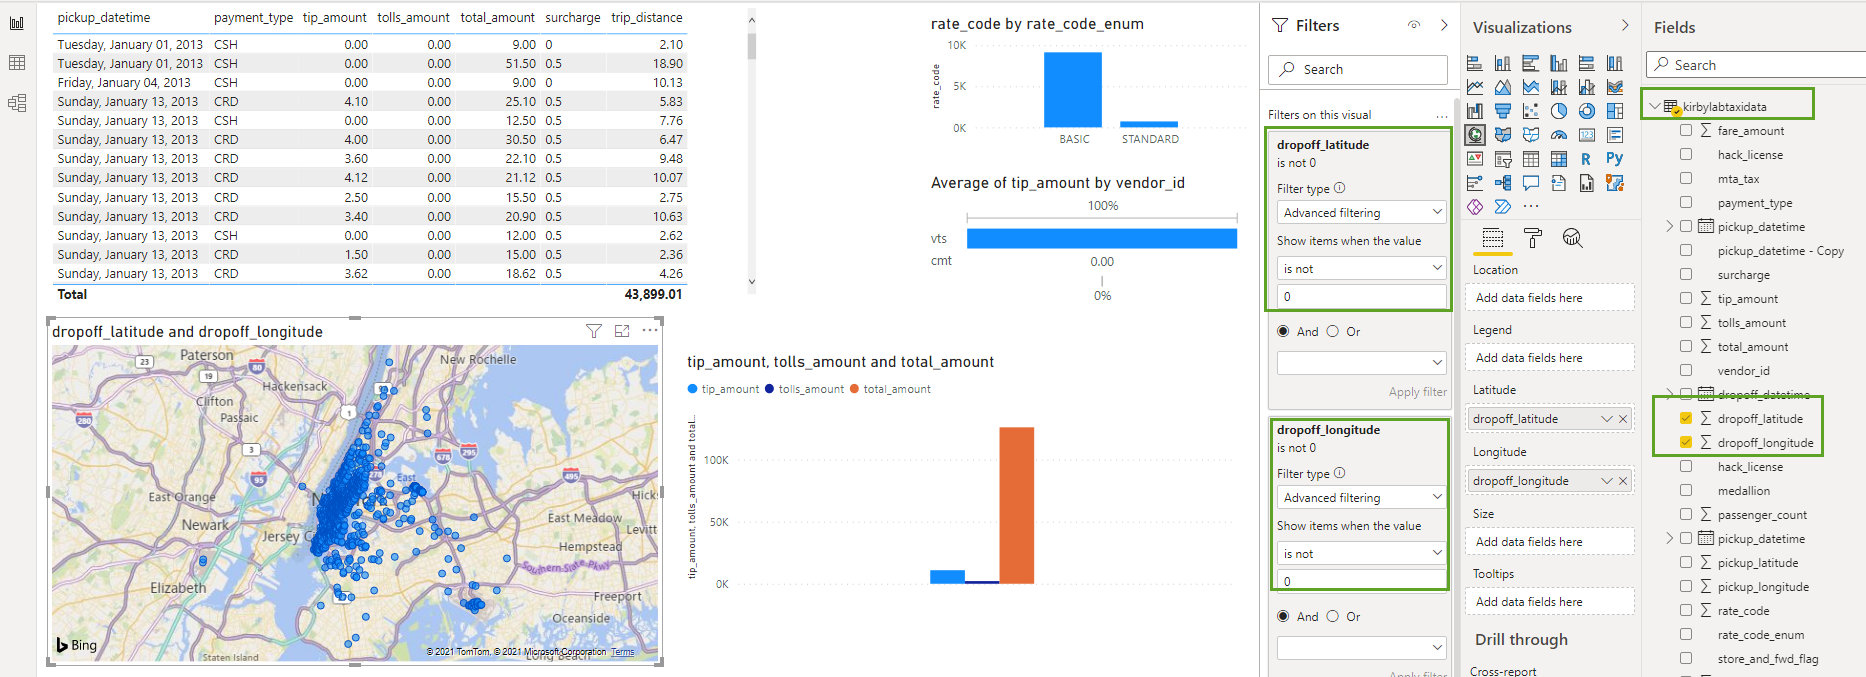 pickup_datetime payment_type tip_amount tolls_amount total_amount surcharge trip_distance
Tuesday, January 01, 2013 CSH 0.00 0.00 9.00 0 2.10
Tuesday, January 01, 2013 CSH 0.00 0.00 51.50 0 18.90
Friday, January 04, 2013 CSH 0.00 0.00 9.00 0 10.13
Sunday, January 13, 2013 CRD 4.10 0.00 25.10 0.5 5.83
Sunday, January 13, 2013 CSH 0.00 0.00 12.50 0.5 7.76
Sunday, January 13, 2013 CRD 4.00 0.00 30.50 0.5 6.47
Sunday, January 13, 2013 CRD 3.60 0.00 22.10 0.5 9.48
Sunday, January 13, 2013 CRD 4.12 0.00 21.12 0.5 10.07
Sunday, January 13, 2013 CRD 2.50 0.00 15.50 0.5 2.75
Sunday, January 13, 2013 CRD 3.40 0.00 20.90 0.5 10.63
Sunday, January 13, 2013 CSH 0.00 0.00 12.00 0.5 2.62
Sunday, January 13, 2013 CRD 1.50 0.00 15.00 0.5 2.36
Sunday, January 13, 2013 CRD 3.62 0.00 18.62 0.5 4.26
Total 43,899.01
dropoff_latitude and dropoff_longitude
Paterson
New Rochelle
23
80
19
Hackensack
95
Clifton
1
280
Passaic
3
678
295
95
495
East
East Orange
N
Hicks
Newark
East Meadow
Levitt
Jersey C
Hempstead
Southern State Pkwy
Elizabeth
Freeport
Oceanside
Bing
© 2021 TomTom, © 2021 Microsoft Corporation Terms
Staten Island
Long Beach
rate_code by rate_code_enum
10K
5K
0K
rate_code
BASIC STANDARD
Average of tip_amount by vendor_id
100%
vts
cmt 0.00
0%
tip_amount, tolls_amount and total_amount
tip_amount tolls_amount total_amount
100K
50K
0K
tip_amount, tolls_amount and total...
Filters
Search
Filters on this visual ...
dropoff_latitude
is not 0
Filter type
Advanced filtering
Show items when the value
is not
0
And Or
Apply filter
dropoff_longitude
is not 0
Filter type
Advanced filtering
Show items when the value
is not
0
And Or
Apply filter
Visualizations
R
Py
123
...
Location
Add data fields here
Legend
Add data fields here
Latitude
dropoff_latitude
Longitude
dropoff_longitude
Size
Add data fields here
Tooltips
Add data fields here
Drill through
Cross-report
Fields
Search
kirbylabtaxidata
fare_amount
hack_license
mta_tax
payment_type
pickup_datetime
pickup_datetime - Copy
surcharge
tip_amount
tolls_amount
total_amount
vendor_id
dropoff_datetime
dropoff_latitude
dropoff_longitude
hack_license
medallion
passenger_count
pickup_datetime
pickup_latitude
pickup_longitude
rate_code
rate_code_enum
store_and_fwd_flag